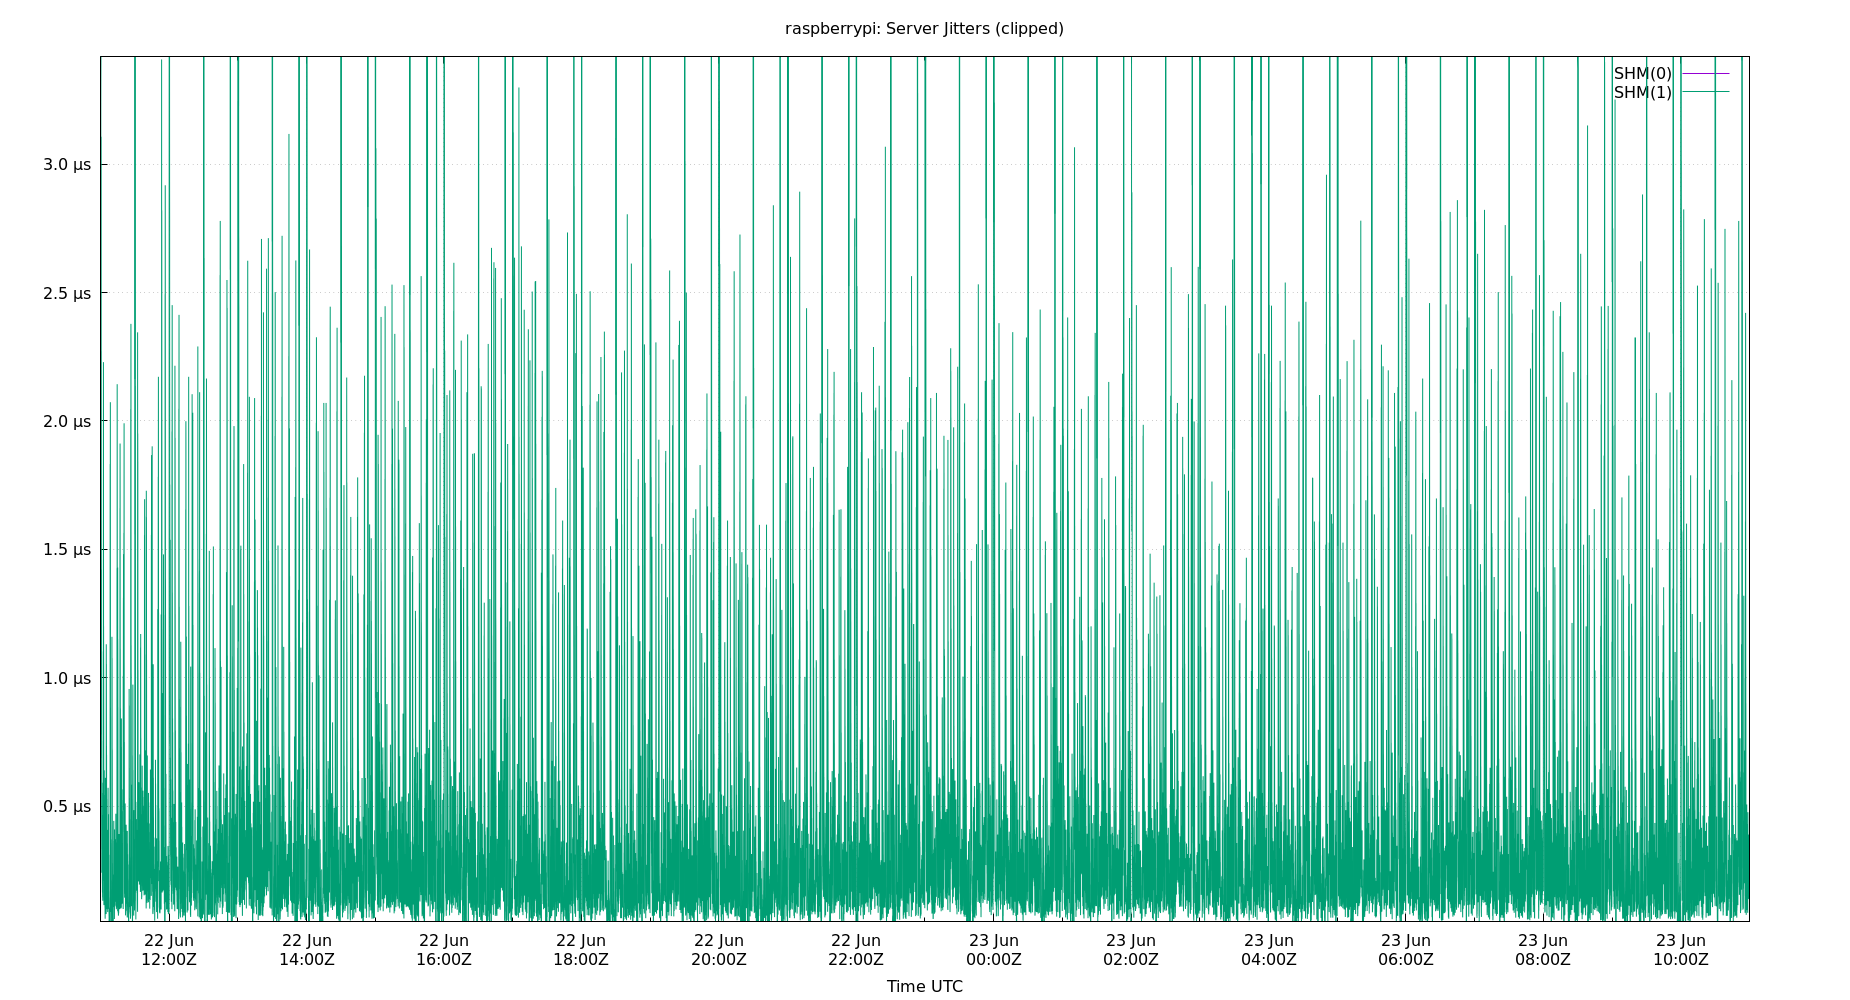 raspberrypi: Server Jitters (clipped)
SHM(0)
SHM(1)
3.0 µs
2.5 µs
2.0 µs
1.5 µs
1.0 µs
0.5 µs
22 Jun 22 Jun 22 Jun 22 Jun 22 Jun 22 Jun 23 Jun 23 Jun 23 Jun 23 Jun 23 Jun 23 Jun
12:00Z 14:00Z 16:00Z 18:00Z 20:00Z 22:00Z 00:00Z 02:00Z 04:00Z 06:00Z 08:00Z 10:00Z
Time UTC